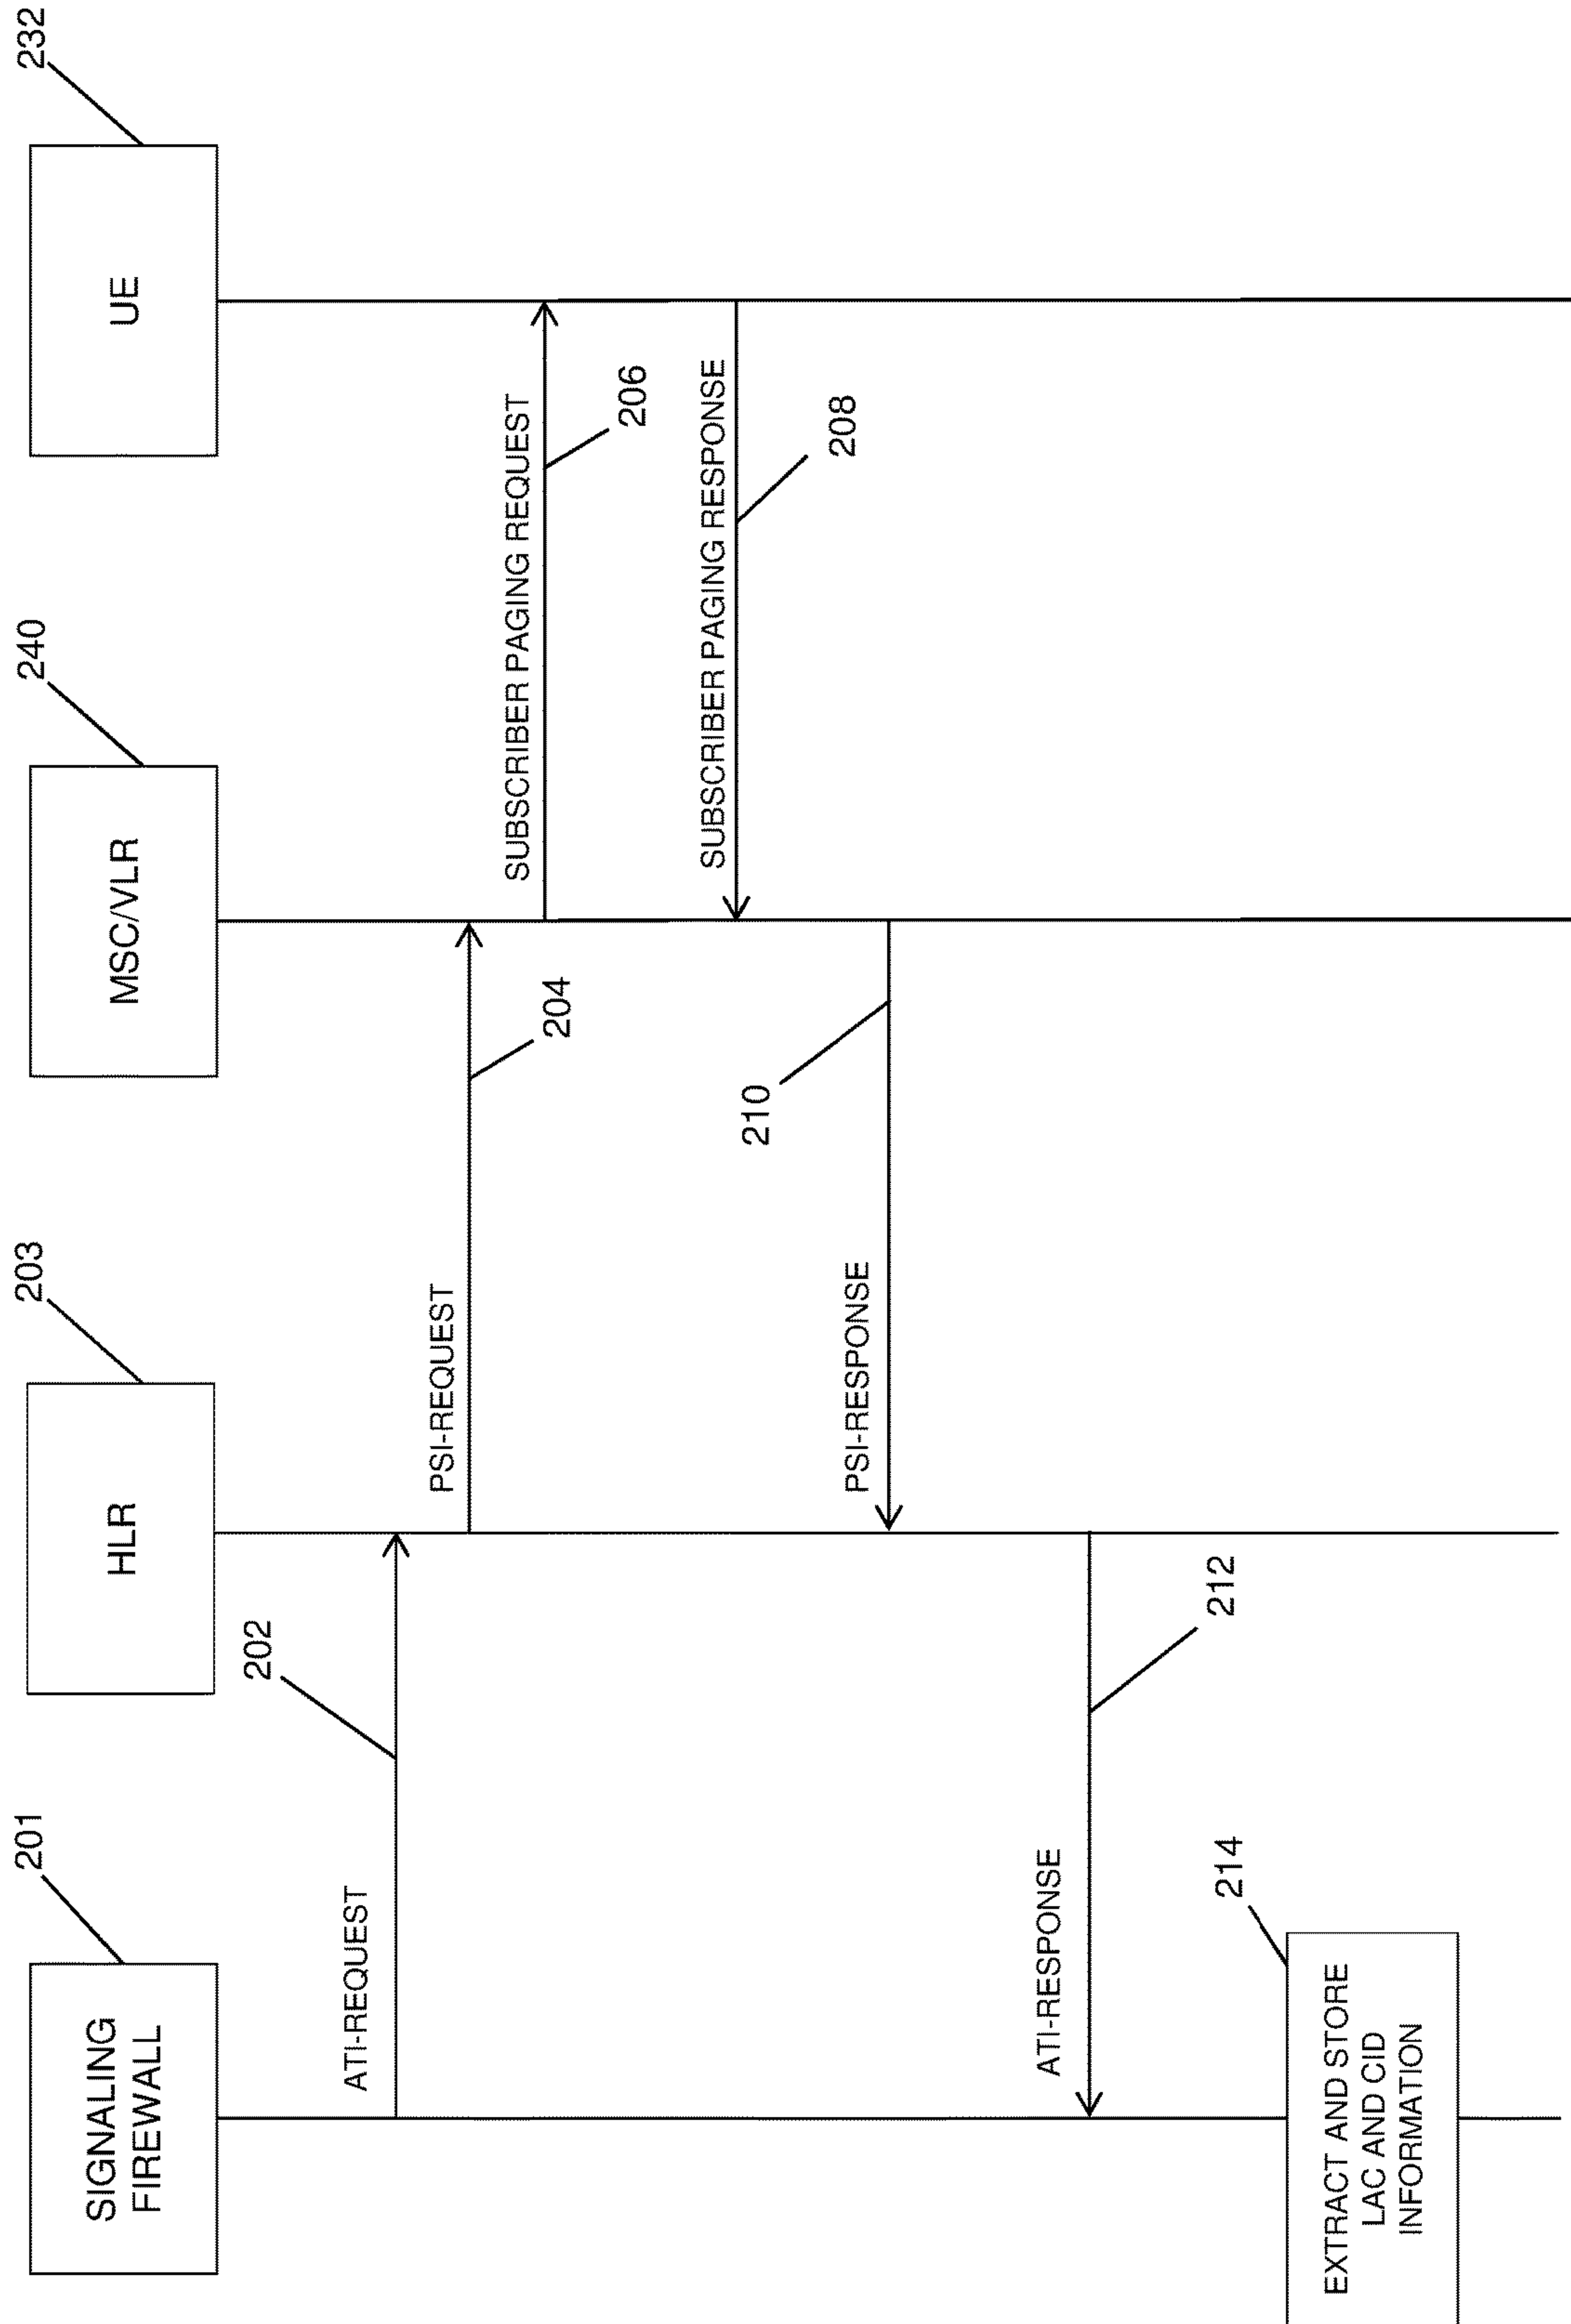 201
SIGNALING
FIREWALL
203
HLR
240
MSC/VLR
232
UE
ATI-REQUEST
202
PSI-REQUEST
204
SUBSCRIBER PAGING REQUEST
206
SUBSCRIBER PAGING RESPONSE
208
PSI-RESPONSE
210
ATI-RESPONSE
212
214
EXTRACT AND STORE
LAC AND CID
INFORMATION